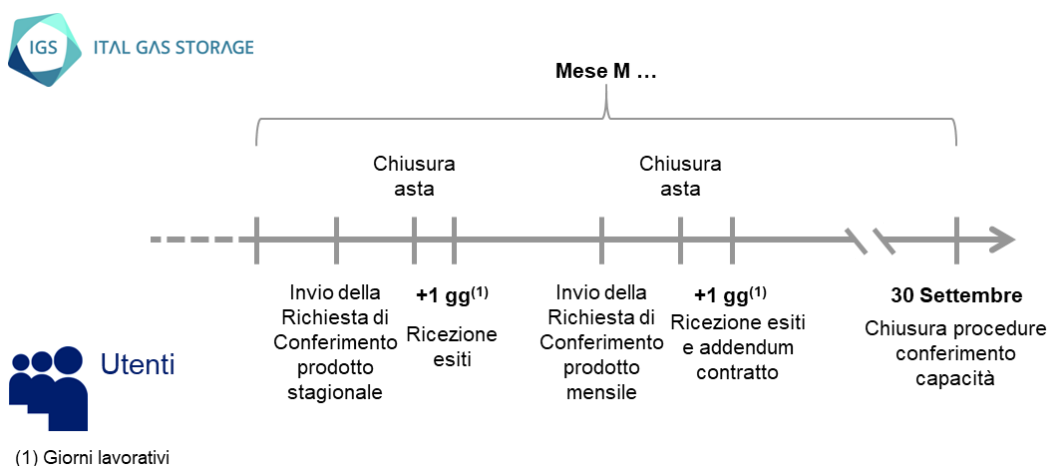 IGS
ITAL GAS STORAGE
Mese M …
Chiusura
asta
Chiusura
asta
Invio della
Richiesta di
Conferimento
prodotto
stagionale
+1 gg(1)
Ricezione
esiti
Invio della
Richiesta di
Conferimento
prodotto
mensile
+1 gg(1)
Ricezione esiti
e addendum
contratto
30 Settembre
Chiusura procedure
conferimento
capacità
Utenti
(1) Giorni lavorativi